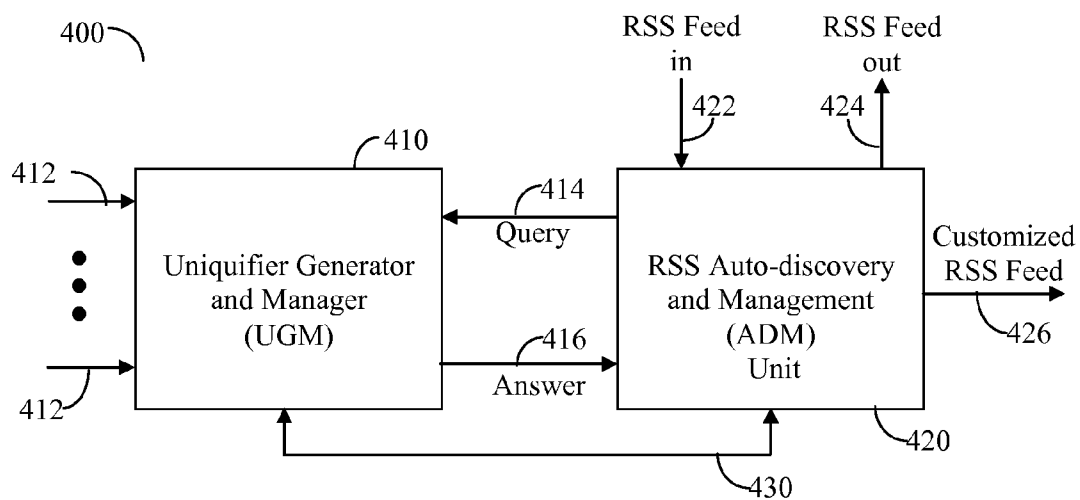 400
RSS Feed
in
RSS Feed
out
422
424
410
412
414
Query
Uniquifier Generator
and Manager
(UGM)
RSS Auto-discovery
and Management
(ADM)
Unit
Customized
RSS Feed
426
416
Answer
412
420
430